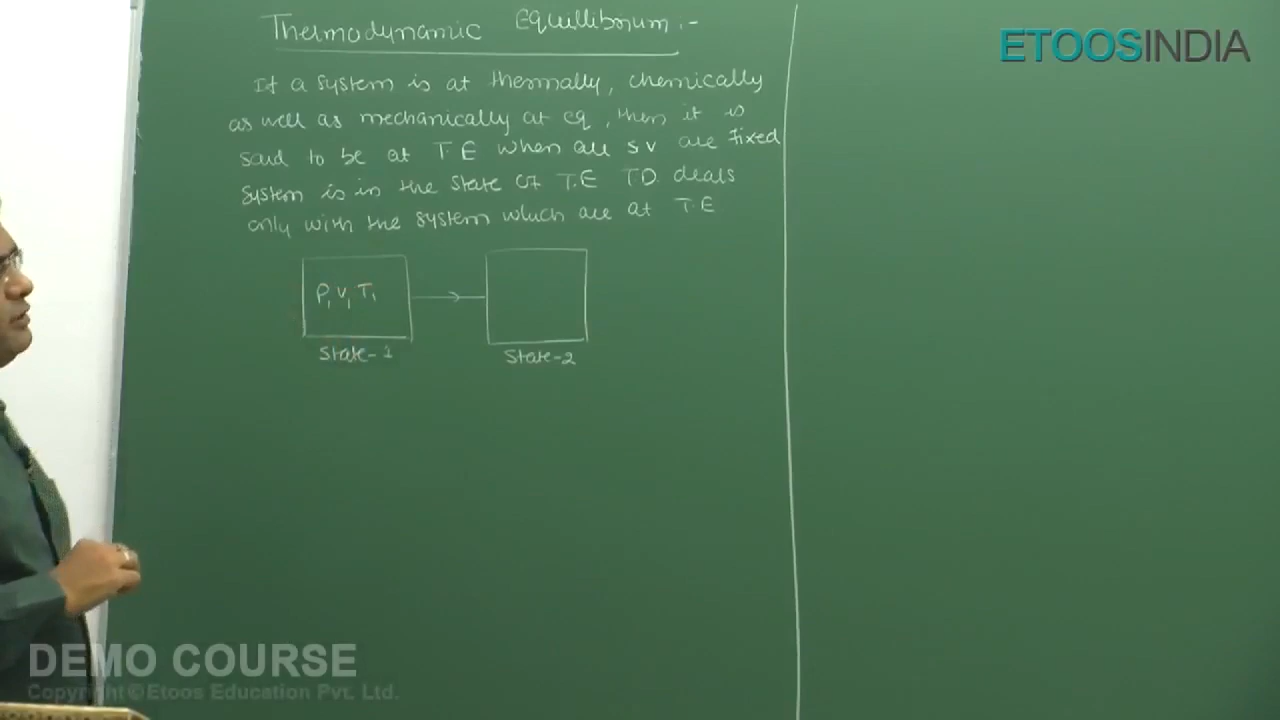 Thermodynamic Equillibrium :-
ETOOSINDIA
If a system is at thermally, chemically
as well as mechanically at eq, then it is
said to be at T.E when all S V are fixed
system is in the state of T.E TD. deals
only with the system which are at T.E
P₁ V₁ T₁
State-1
State-2
DEMO COURSE
Copyright © Etoos Education Pvt. Ltd.